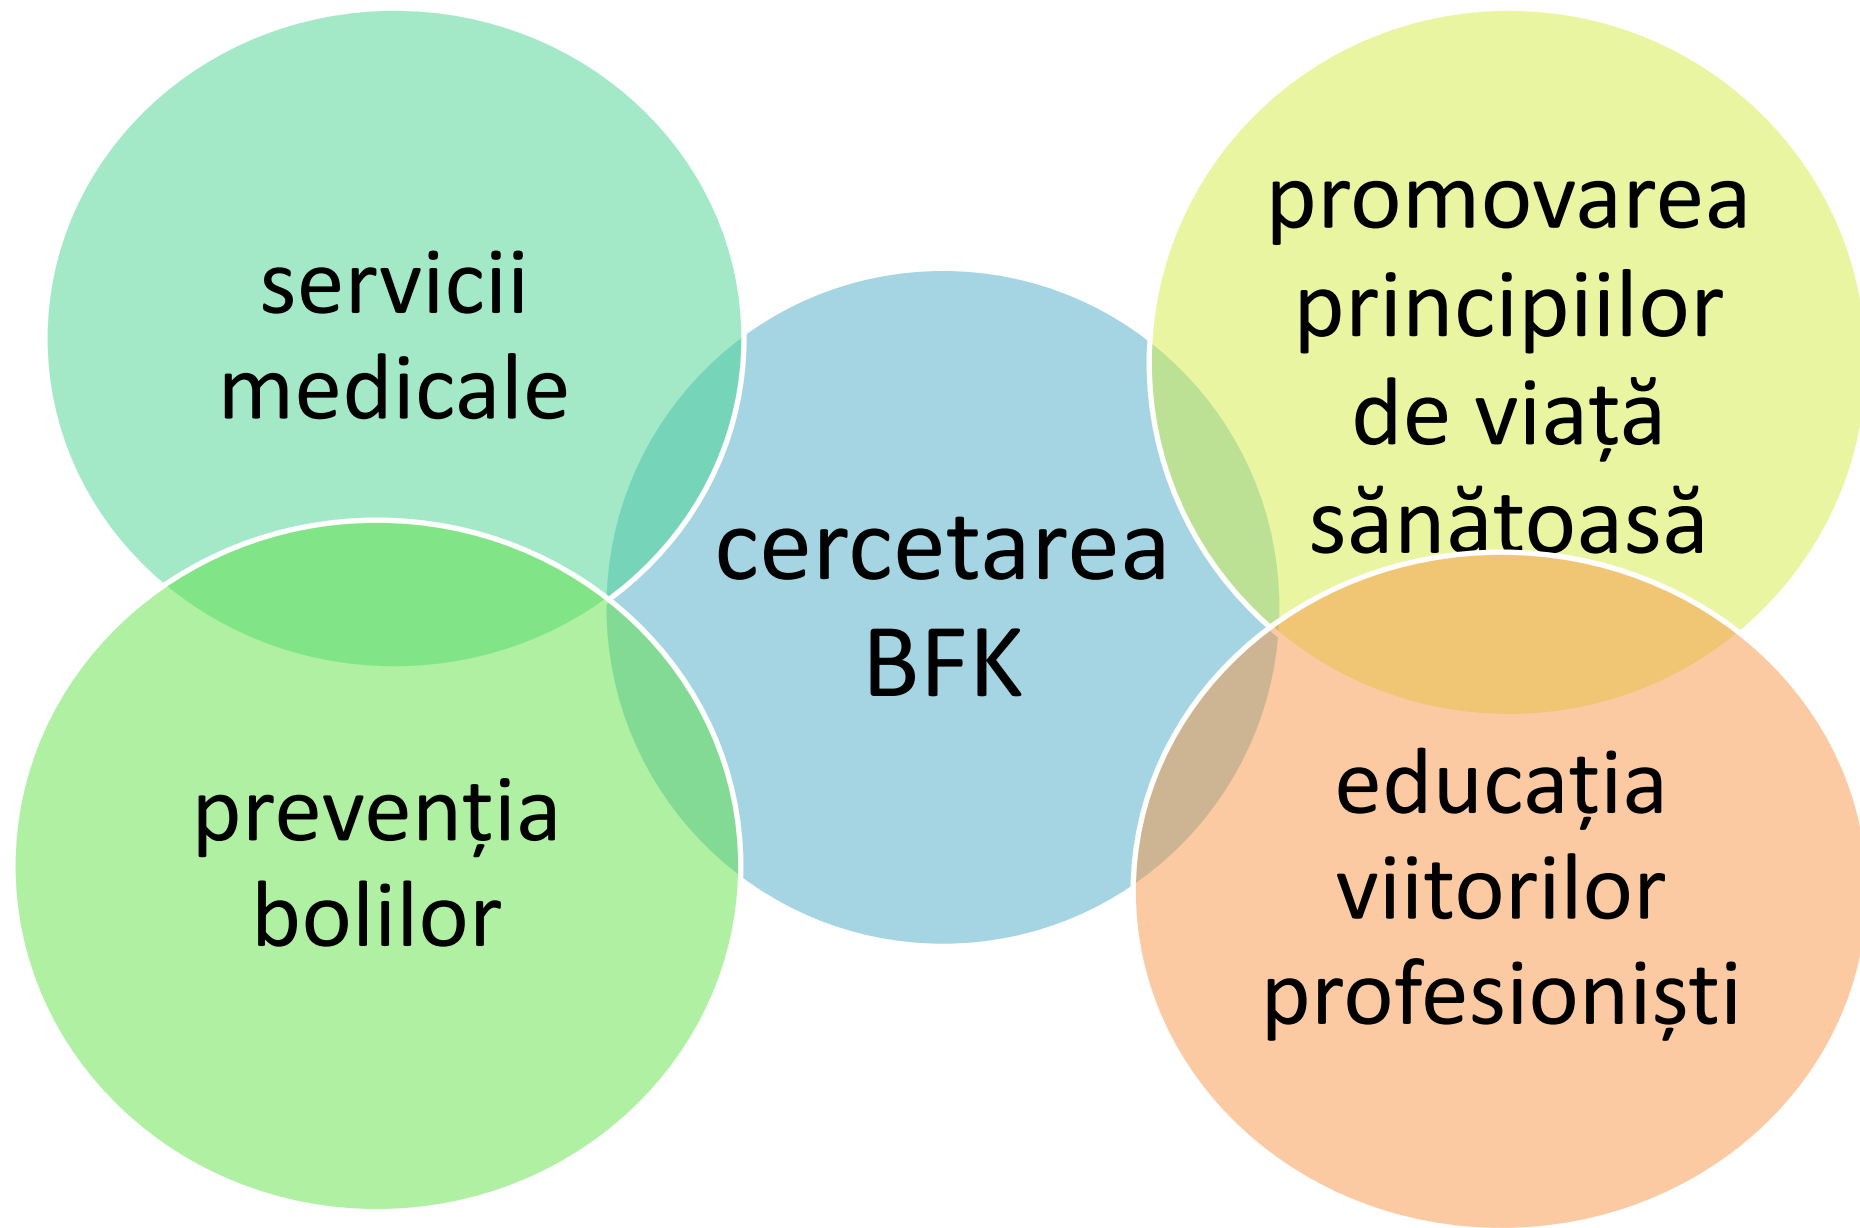 servicii
medicale
prevenția
bolilor
cercetarea
BFK
promovarea
principiilor
de viață
sănătoasă
educația
viitorilor
profesioniști